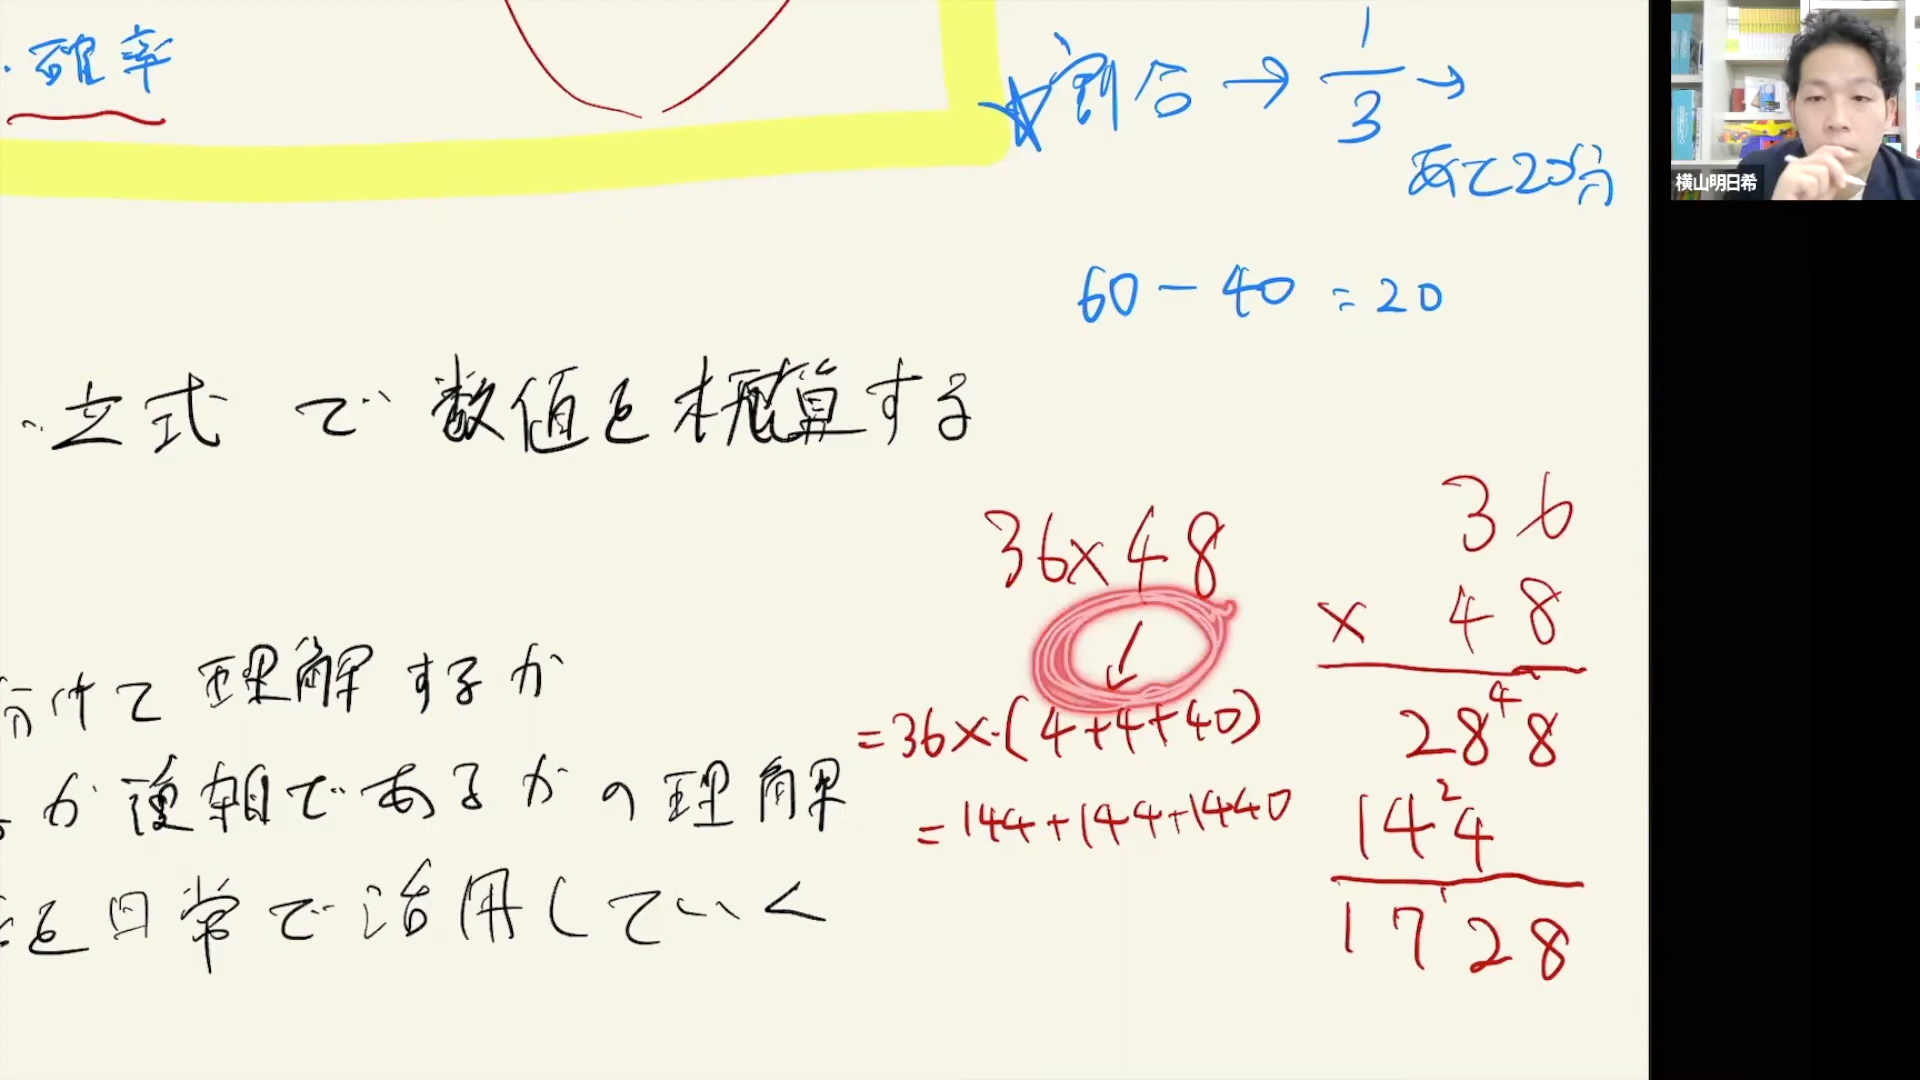 ・確率
割合 → 1/3 →
あと20分
60 - 40 = 20
・立式 で 数値を概算する
36×48
= 36×(4+4+40)
= 144+144+1440
36
× 48
28⁴8
14²4
17¹28
分けて 理解するか
が複雑であるかの理解
を日常で活用していく
横山明日希